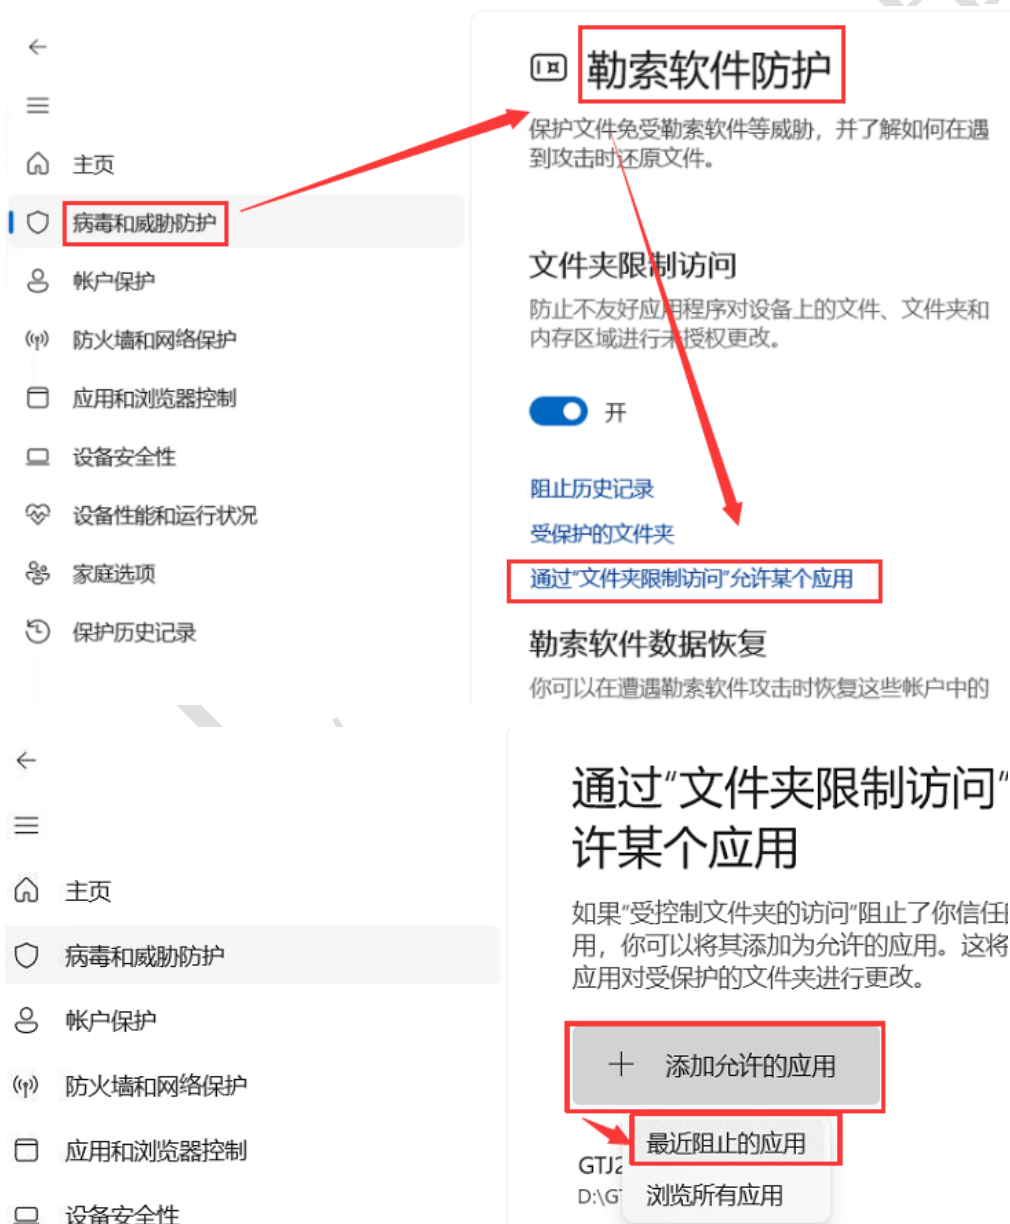 主页
病毒和威胁防护
帐户保护
防火墙和网络保护
应用和浏览器控制
设备安全性
设备性能和运行状况
家庭选项
保护历史记录
勒索软件防护
保护文件免受勒索软件等威胁，并了解如何在遇
到攻击时还原文件。
文件夹限制访问
防止不友好应用程序对设备上的文件、文件夹和
内存区域进行未授权更改。
开
阻止历史记录
受保护的文件夹
通过“文件夹限制访问”允许某个应用
勒索软件数据恢复
你可以在遭遇勒索软件攻击时恢复这些帐户中的
主页
病毒和威胁防护
帐户保护
防火墙和网络保护
应用和浏览器控制
设备安全性
通过“文件夹限制访问”
许某个应用
如果“受控制文件夹的访问”阻止了你信任
用，你可以将其添加为允许的应用。这将
应用对受保护的文件夹进行更改。
添加允许的应用
最近阻止的应用
GTJ2
D:\G
浏览所有应用